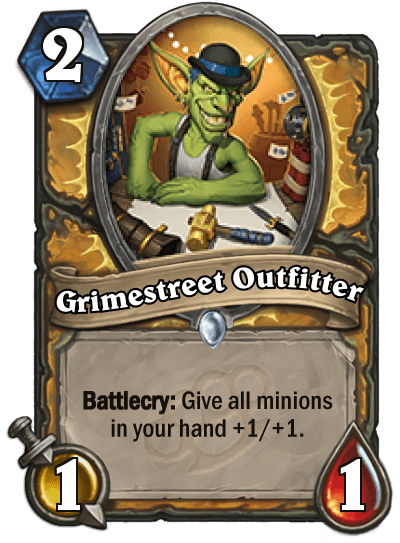 2
Grimestreet Outfitter
Battlecry: Give all minions
in your hand +1/+1.
1 1